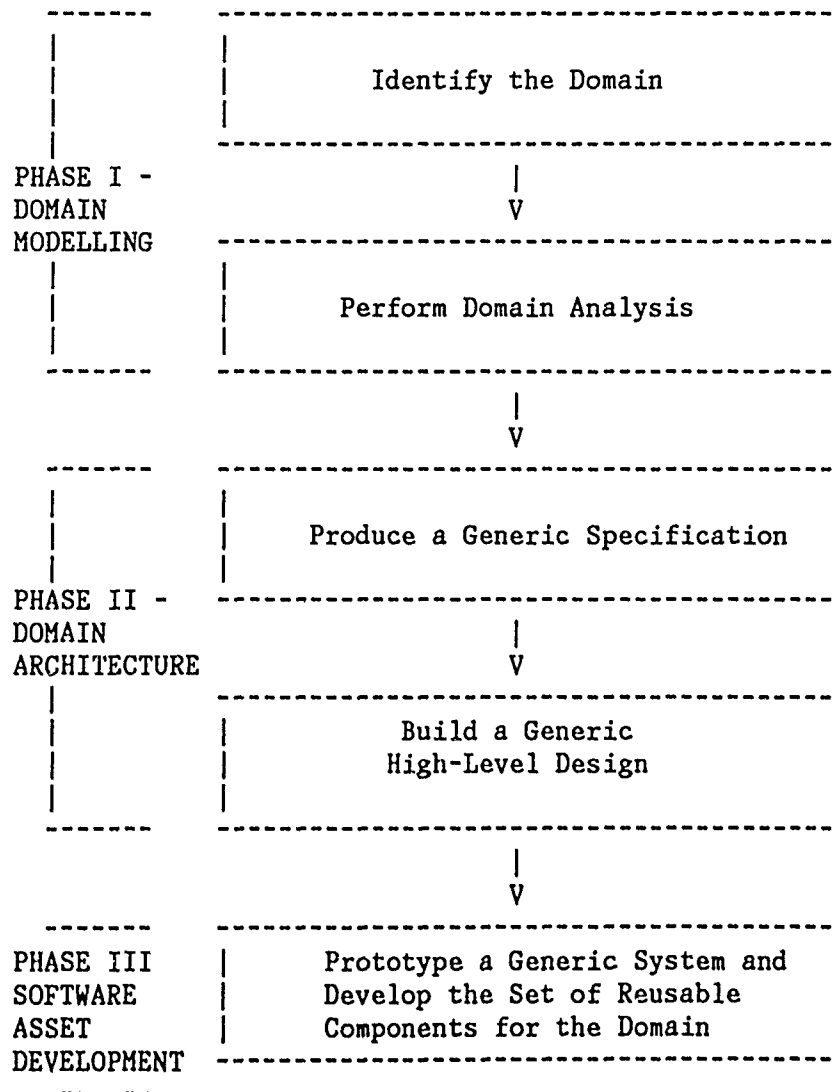 Identify the Domain
PHASE I -
DOMAIN
MODELLING
V
Perform Domain Analysis
V
Produce a Generic Specification
PHASE II -
DOMAIN
ARCHITECTURE
V
Build a Generic
High-Level Design
V
PHASE III
SOFTWARE
ASSET
DEVELOPMENT
Prototype a Generic System and
Develop the Set of Reusable
Components for the Domain